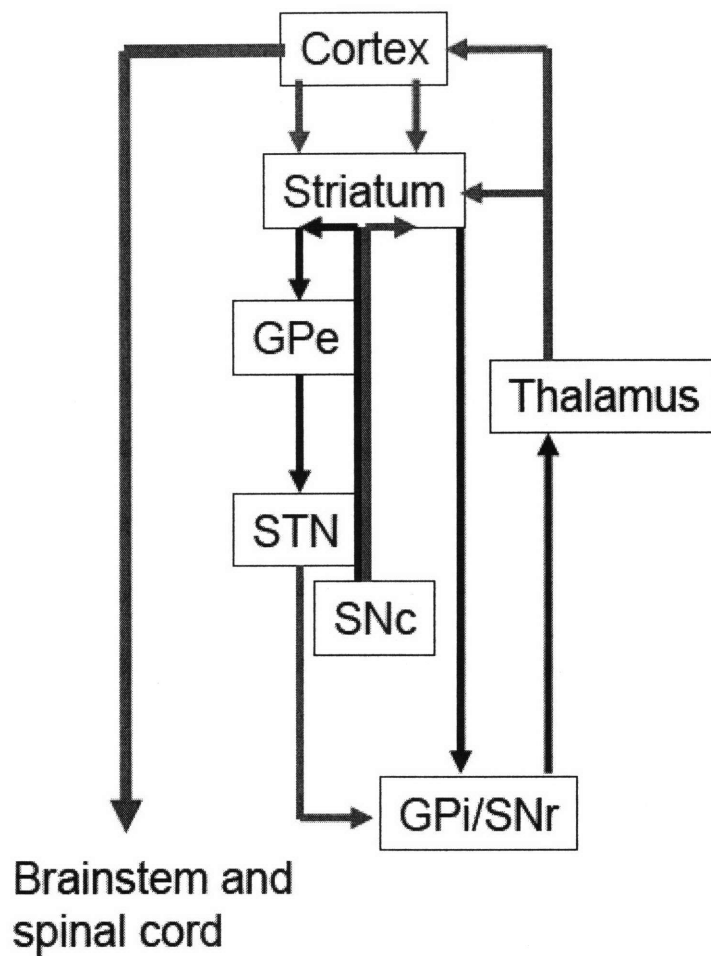 Cortex
Striatum
GPe
Thalamus
STN
SNc
GPi/SNr
Brainstem and
spinal cord